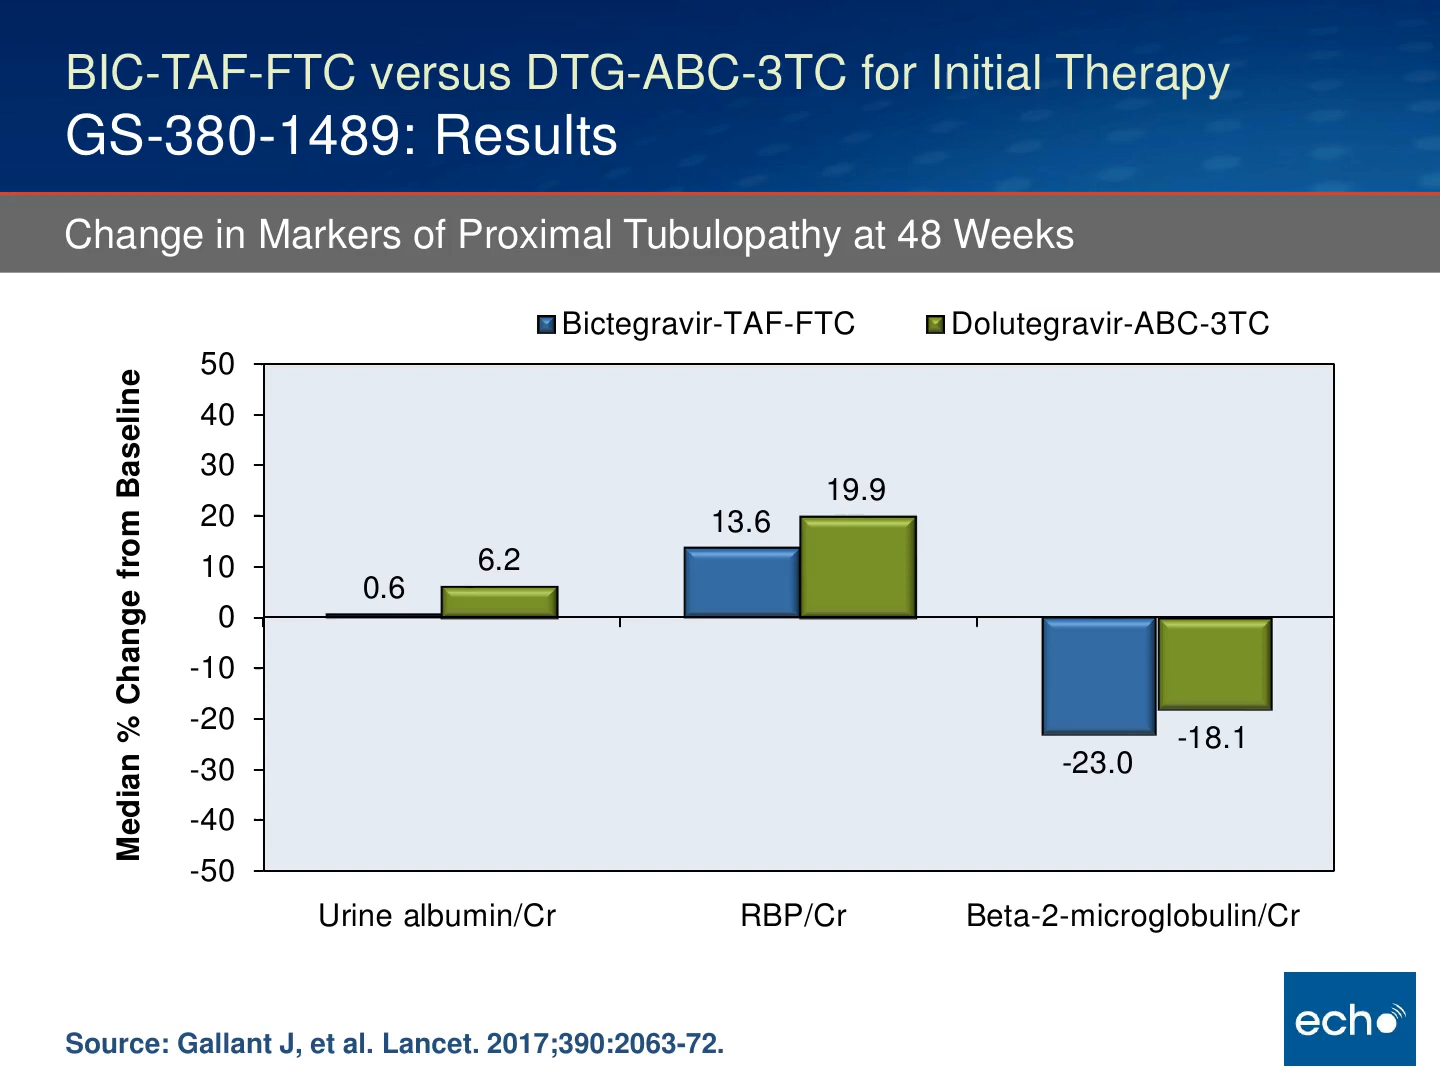 BIC-TAF-FTC versus DTG-ABC-3TC for Initial Therapy
GS-380-1489: Results
Change in Markers of Proximal Tubulopathy at 48 Weeks
Bictegravir-TAF-FTC
Dolutegravir-ABC-3TC
Median % Change from Baseline
50
40
30
20
10
0
-10
-20
-30
-40
-50
0.6
6.2
13.6
19.9
-23.0
-18.1
Urine albumin/Cr
RBP/Cr
Beta-2-microglobulin/Cr
Source: Gallant J, et al. Lancet. 2017;390:2063-72.
echo